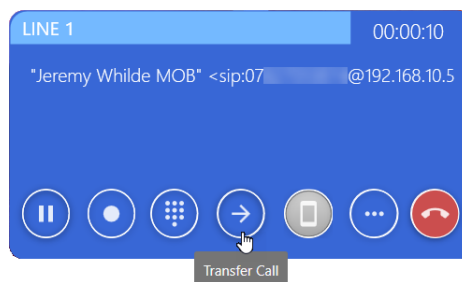 LINE 1 00:00:10
"Jeremy Whilde MOB" <sip:07 @192.168.10.5
Transfer Call